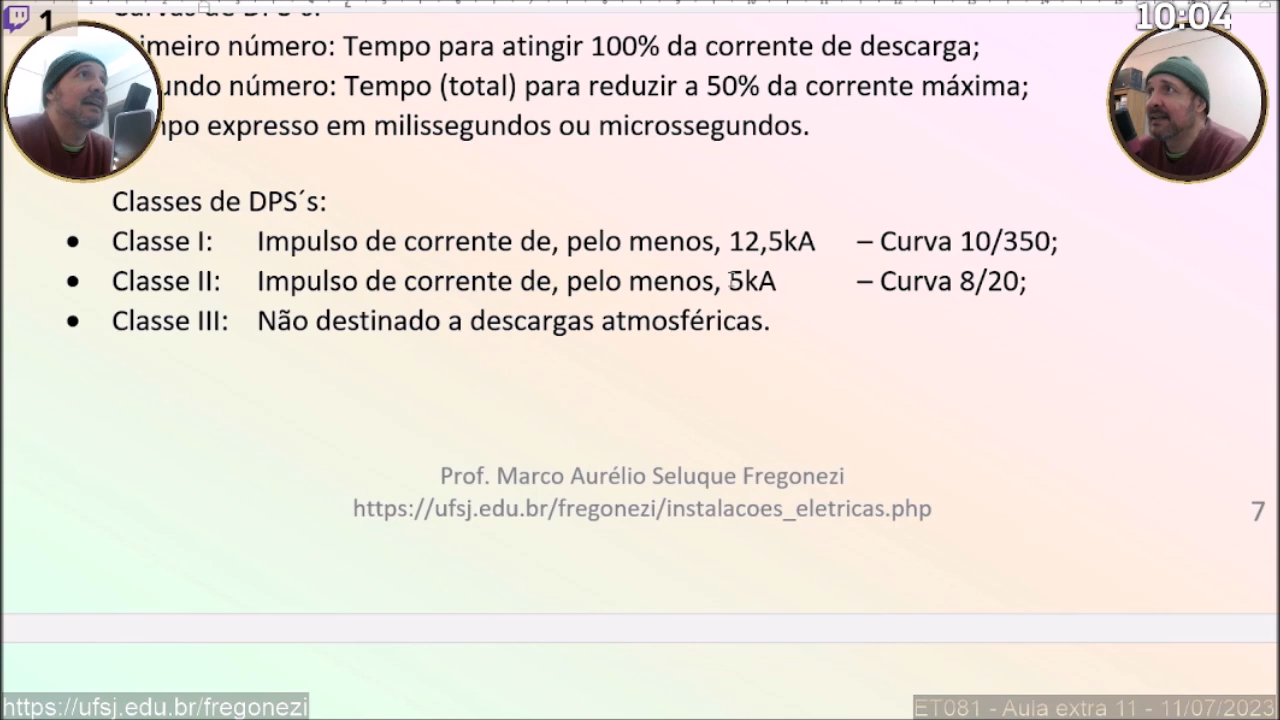 1
10:04
imeiro número: Tempo para atingir 100% da corrente de descarga;
undo número: Tempo (total) para reduzir a 50% da corrente máxima;
npo expresso em milissegundos ou microssegundos.
Classes de DPS´s:
• Classe I: Impulso de corrente de, pelo menos, 12,5kA – Curva 10/350;
• Classe II: Impulso de corrente de, pelo menos, 5kA – Curva 8/20;
• Classe III: Não destinado a descargas atmosféricas.
Prof. Marco Aurélio Seluque Fregonezi
https://ufsj.edu.br/fregonezi/instalacoes_eletricas.php
7
https://ufsj.edu.br/fregonezi
ET081 - Aula extra 11 - 11/07/2023